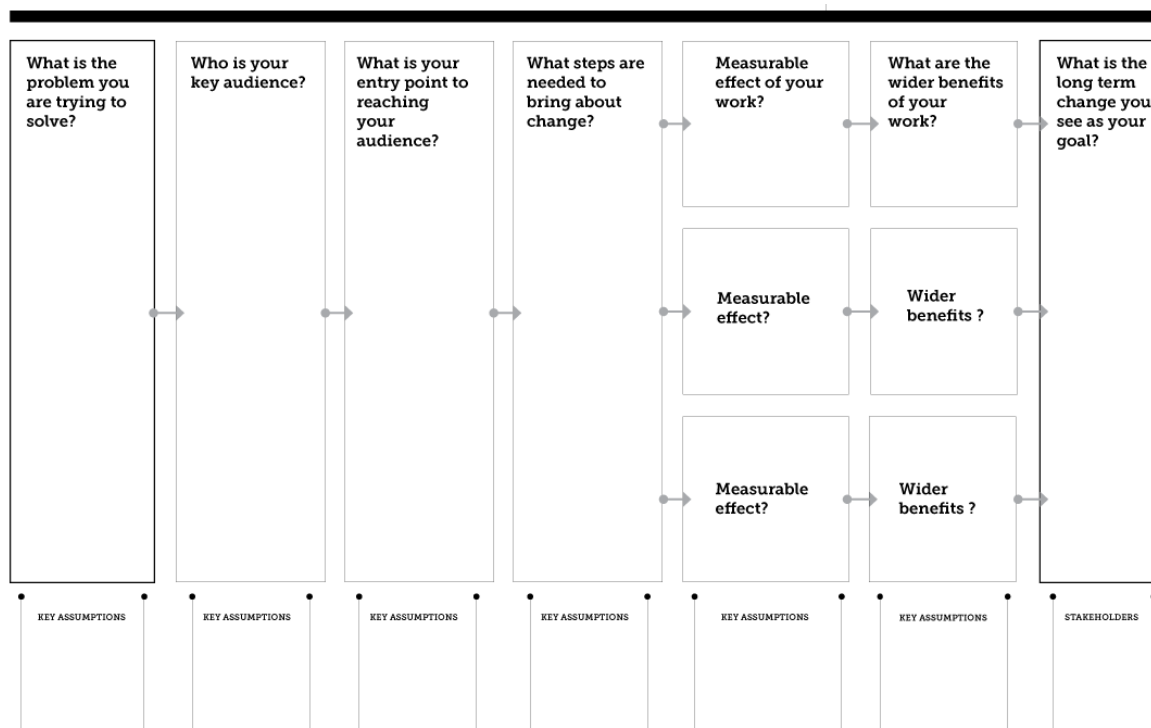 What is the
problem you
are trying to
solve?
Who is your
key audience?
What is your
entry point to
reaching
your
audience?
What steps are
needed to
bring about
change?
Measurable
effect of your
work?
What are the
wider benefits
of your
work?
What is the
long term
change you
see as your
goal?
Measurable
effect?
Wider
benefits ?
Measurable
effect?
Wider
benefits ?
KEY ASSUMPTIONS
KEY ASSUMPTIONS
KEY ASSUMPTIONS
KEY ASSUMPTIONS
KEY ASSUMPTIONS
KEY ASSUMPTIONS
STAKEHOLDERS